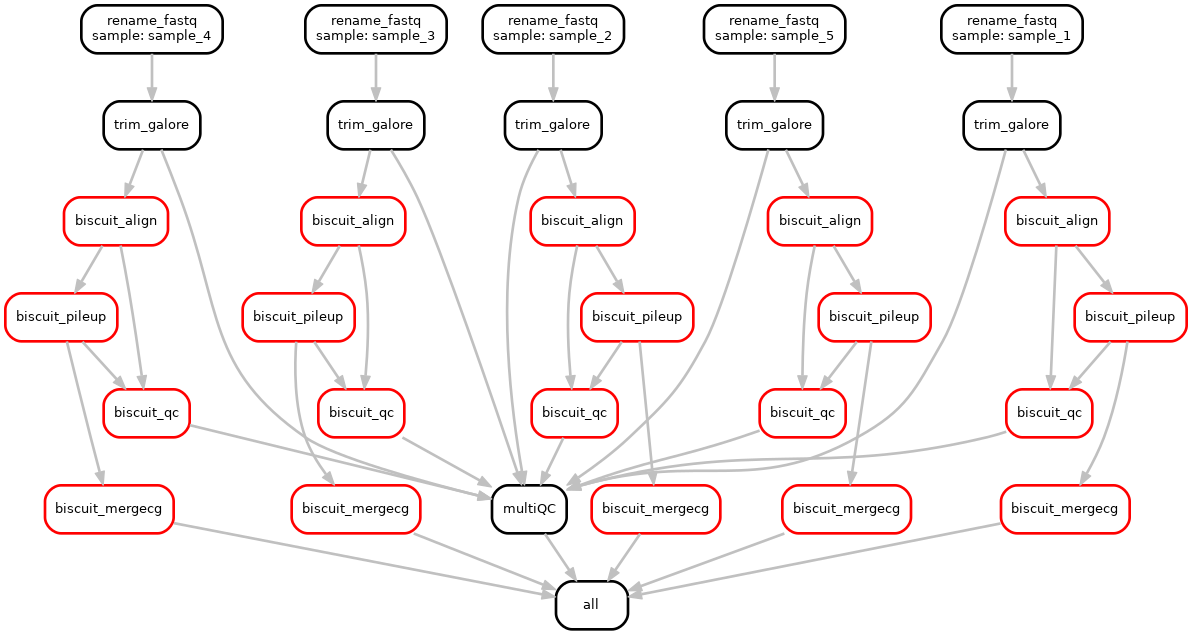 rename_fastq
sample: sample_4
rename_fastq
sample: sample_3
rename_fastq
sample: sample_2
rename_fastq
sample: sample_5
rename_fastq
sample: sample_1
trim_galore
trim_galore
trim_galore
trim_galore
trim_galore
biscuit_align
biscuit_align
biscuit_align
biscuit_align
biscuit_align
biscuit_pileup
biscuit_pileup
biscuit_pileup
biscuit_pileup
biscuit_pileup
biscuit_qc
biscuit_qc
biscuit_qc
biscuit_qc
biscuit_qc
biscuit_mergecg
biscuit_mergecg
multiQC
biscuit_mergecg
biscuit_mergecg
biscuit_mergecg
all